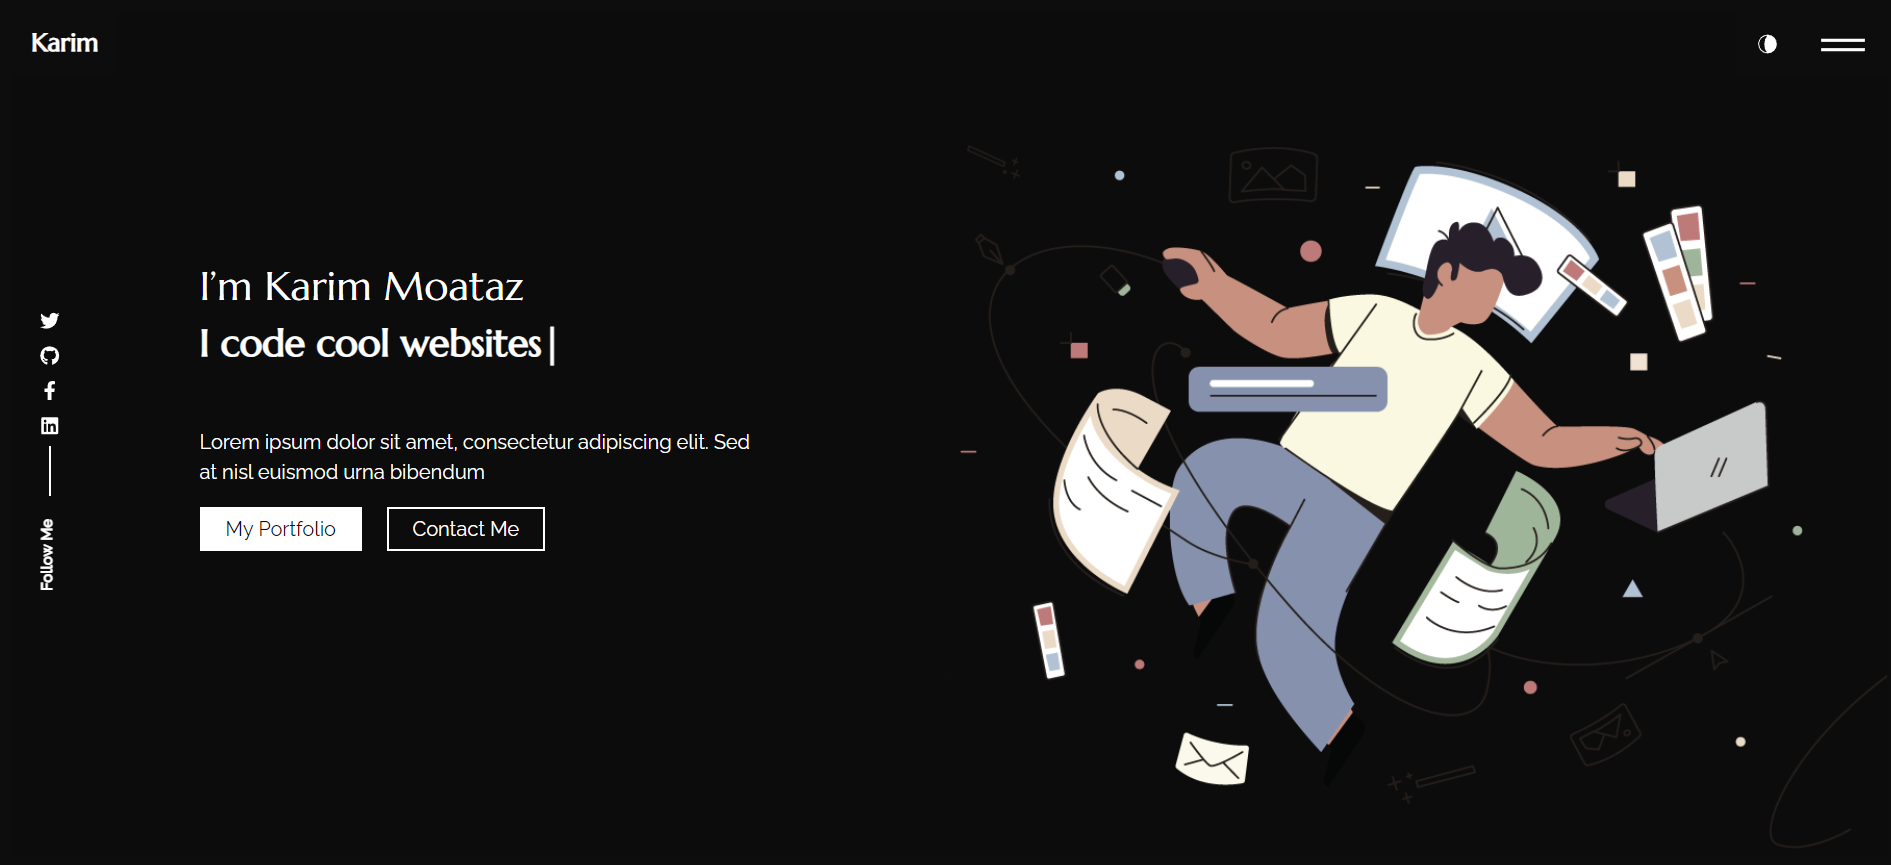 Karim
I'm Karim Moataz
I code cool websites|
Lorem ipsum dolor sit amet, consectetur adipiscing elit. Sed
at nisl euismod urna bibendum
My Portfolio
Contact Me
Follow Me